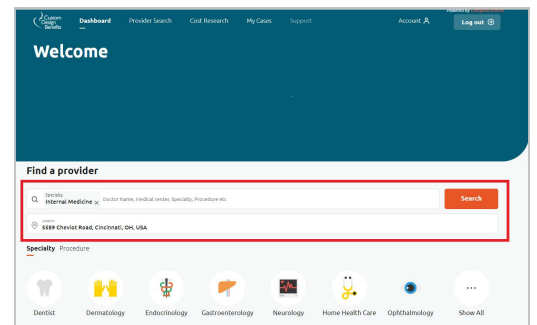 Custom
Design
Benefits
Dashboard Provider Search Cost Research My Cases Support Account Log out
Powered by
Welcome
Find a provider
Specialty
Internal Medicine × Doctor Name, medical center, Specialty, Procedure etc
Search
Location
5589 Cheviot Road, Cincinnati, OH, USA
Specialty Procedure
Dentist Dermatology Endocrinology Gastroenterology Neurology Home Health Care Ophthalmology Show All